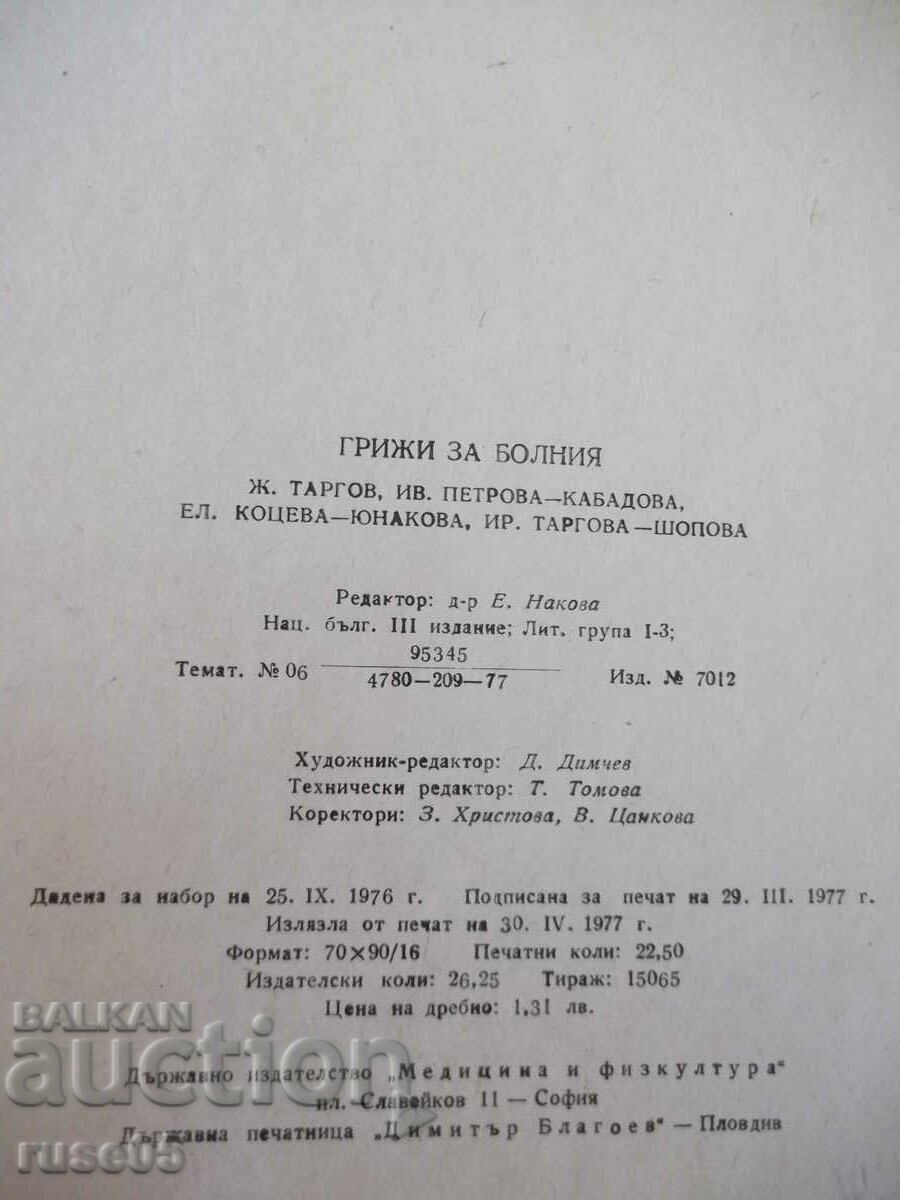 ГРИЖИ ЗА БОЛНИЯ
Ж. ТАРГОВ, ИВ. ПЕТРОВА—КАБАДОВА,
ЕЛ. КОЦЕВА—ЮНАКОВА, ИР. ТАРГОВА—ШОПОВА
Редактор: д-р Е. Накова
Нац. бълг. III издание; Лит. група I-3;
Темат. № 06 95345 / 4780—209—77 Изд. № 7012
Художник-редактор: Д. Димчев
Технически редактор: Т. Томова
Коректори: З. Христова, В. Цанкова
Дадена за набор на 25. IX. 1976 г. Подписана за печат на 29. III. 1977 г.
Излязла от печат на 30. IV. 1977 г.
Формат: 70×90/16 Печатни коли: 22,50
Издателски коли: 26,25 Тираж: 15065
Цена на дребно: 1,31 лв.
Държавно издателство „Медицина и физкултура“
пл. Славейков 11 — София
Държавна печатница „Димитър Благоев“ — Пловдив
BALKAN
auction
ruse05